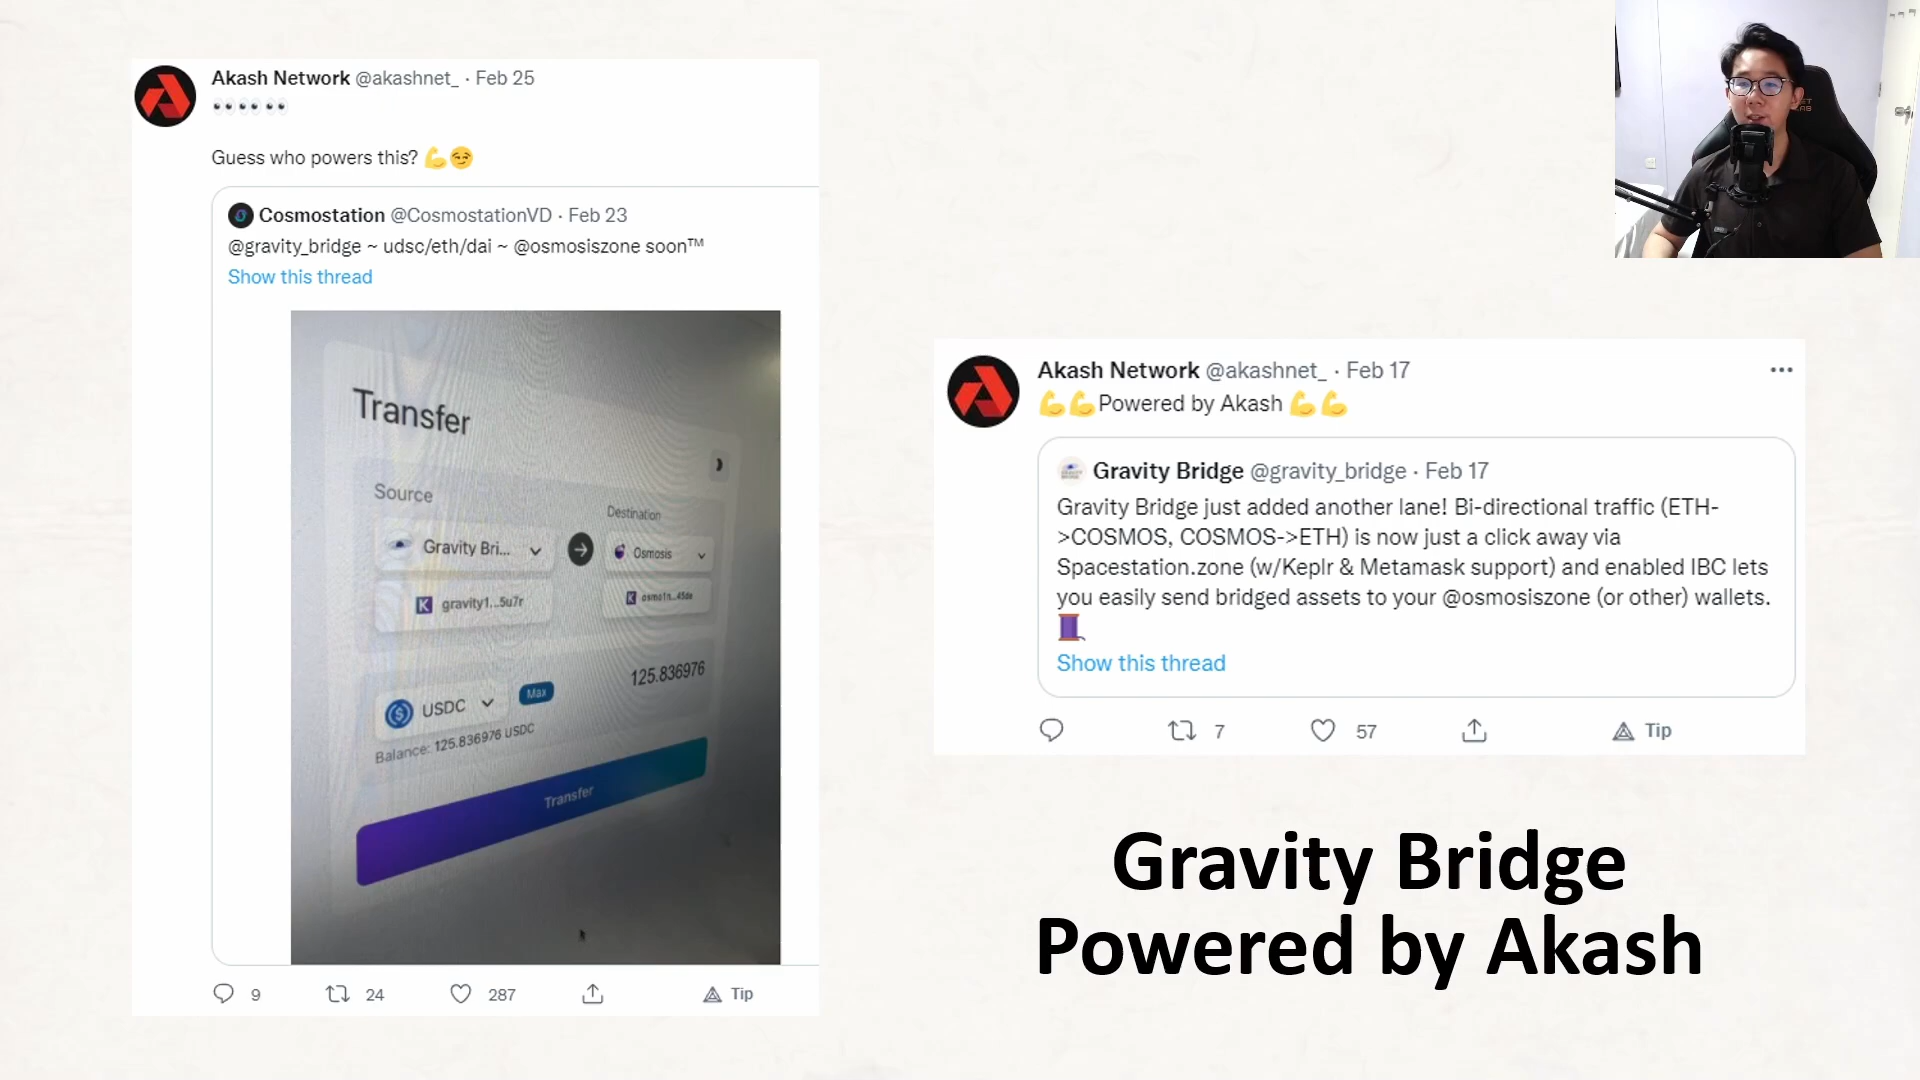 Akash Network @akashnet_ · Feb 25
👀👀👀
Guess who powers this? 💪😏
Cosmostation @CosmostationVD · Feb 23
@gravity_bridge ~ udsc/eth/dai ~ @osmosiszone soon™
Show this thread
Transfer
Source
Destination
Gravity Bri...
Osmosis
gravity1...5u7r
125.836976
USDC
Max
Balance: 125.836976 USDC
Transfer
9
24
287
Tip
Akash Network @akashnet_ · Feb 17
💪💪Powered by Akash 💪💪
Gravity Bridge @gravity_bridge · Feb 17
Gravity Bridge just added another lane! Bi-directional traffic (ETH-
>COSMOS, COSMOS->ETH) is now just a click away via
Spacestation.zone (w/Keplr & Metamask support) and enabled IBC lets
you easily send bridged assets to your @osmosiszone (or other) wallets.
🧵
Show this thread
7
57
Tip
Gravity Bridge
Powered by Akash